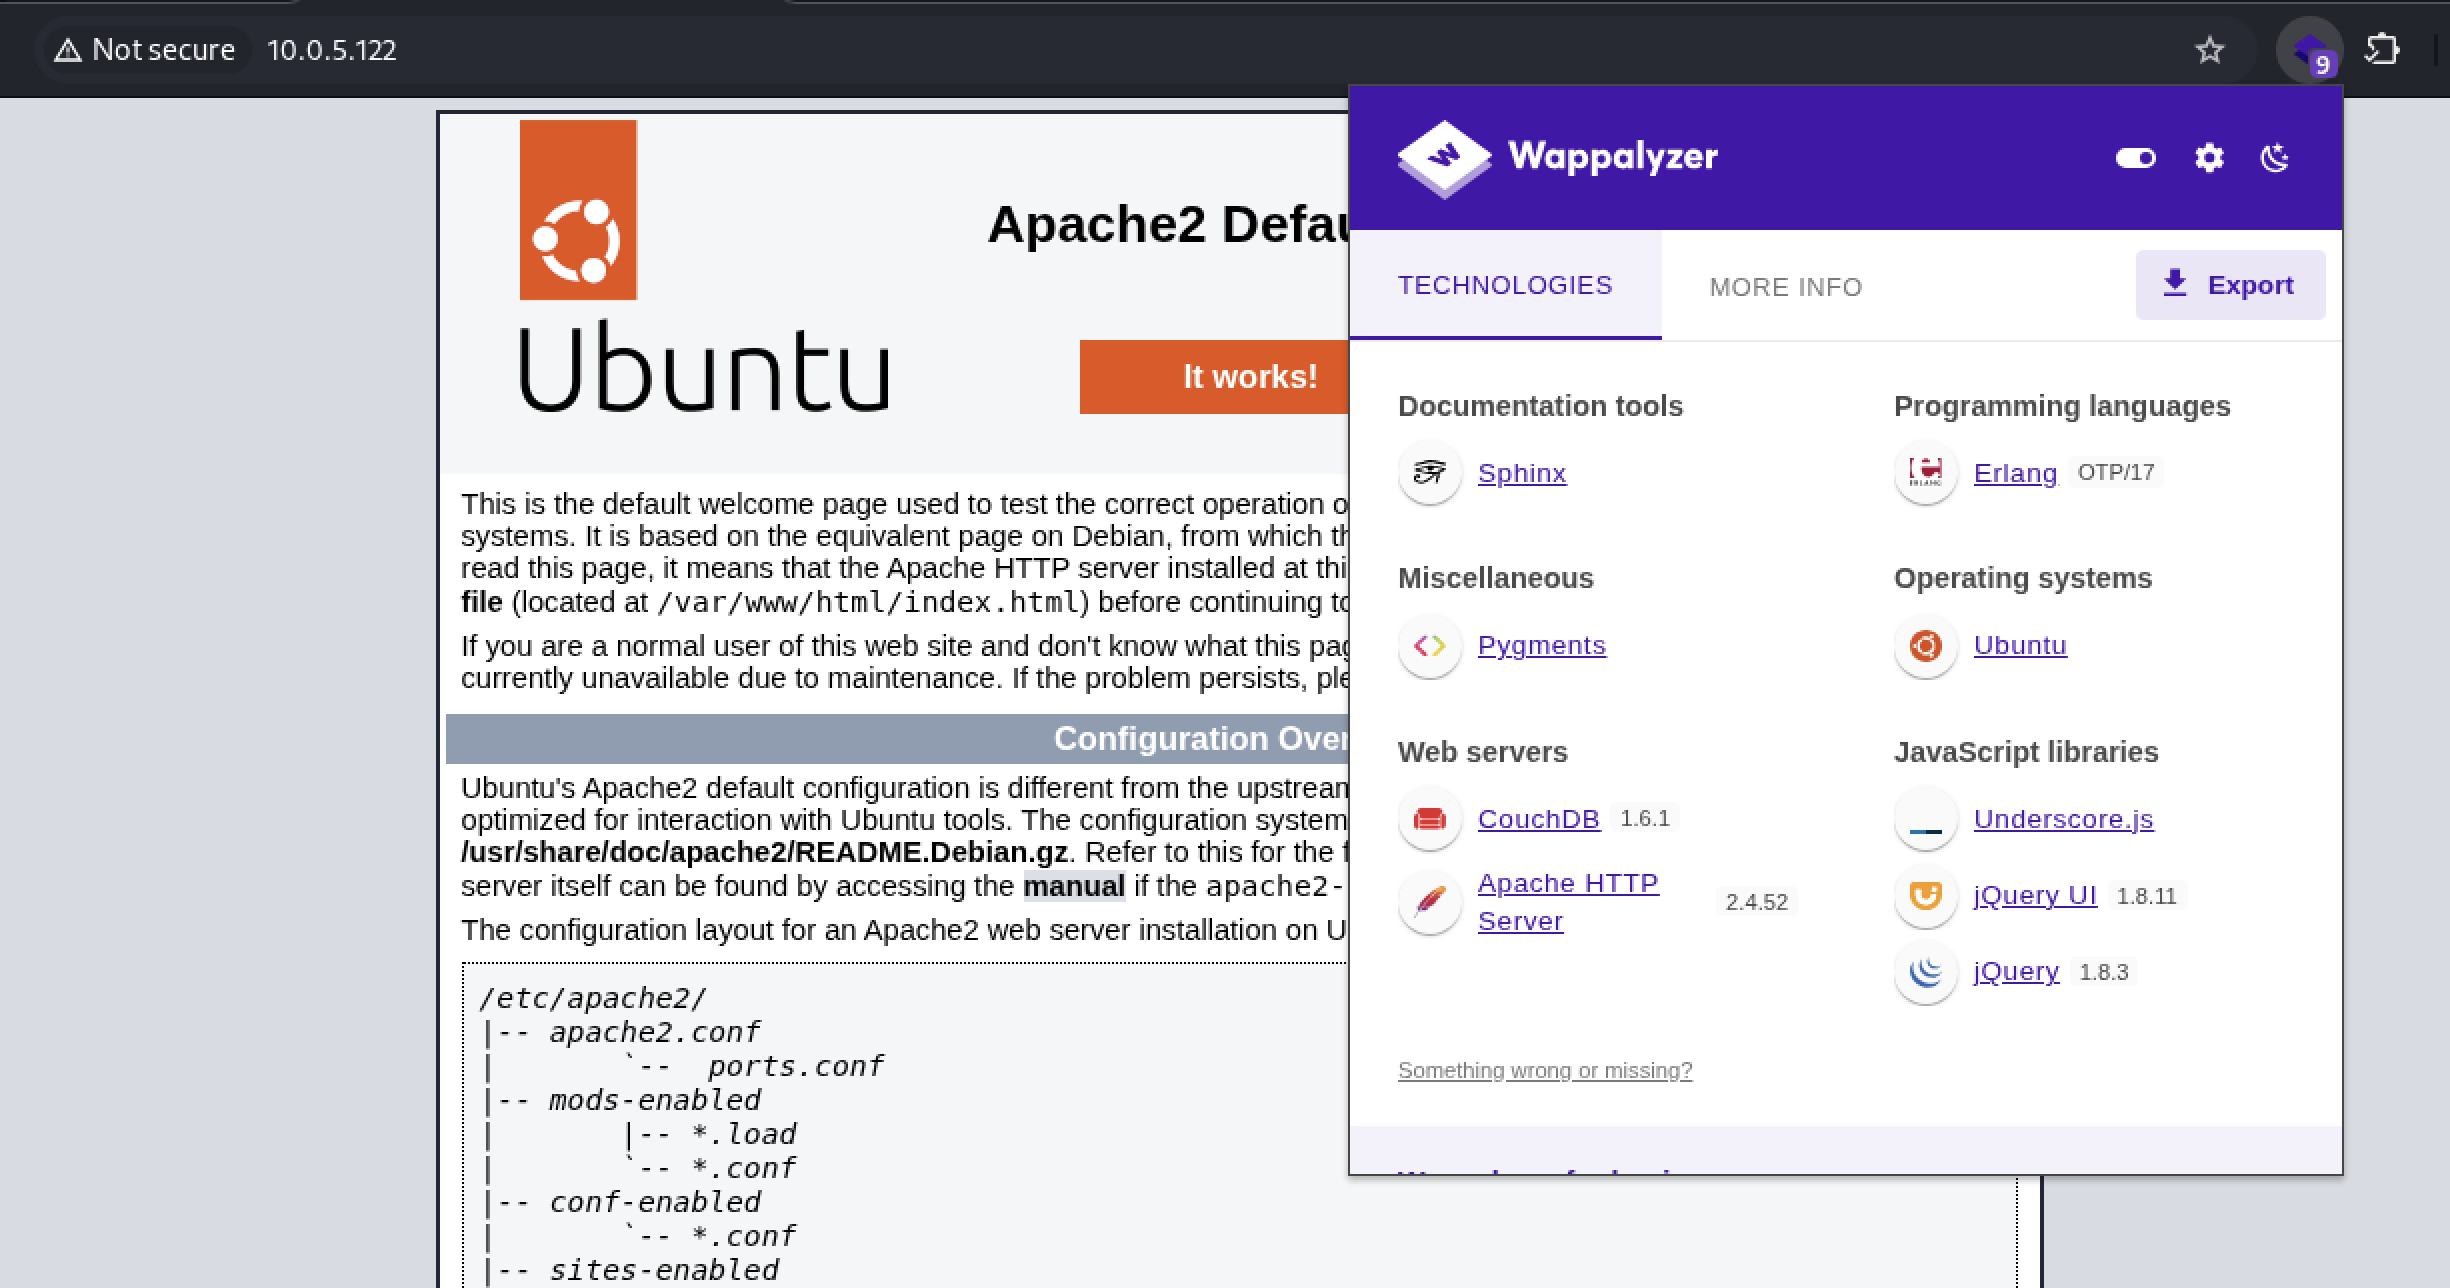 Not secure 10.0.5.122
9
Wappalyzer
TECHNOLOGIES MORE INFO Export
Documentation tools
Sphinx
Programming languages
Erlang OTP/17
Miscellaneous
Pygments
Operating systems
Ubuntu
Web servers
CouchDB 1.6.1
Apache HTTP
Server 2.4.52
JavaScript libraries
Underscore.js
jQuery UI 1.8.11
jQuery 1.8.3
Something wrong or missing?
Ubuntu
Apache2
It works!
This is the default welcome page used to test the correct operation
systems. It is based on the equivalent page on Debian, from which
read this page, it means that the Apache HTTP server installed at
file (located at /var/www/html/index.html) before continuing
If you are a normal user of this web site and don't know what this
currently unavailable due to maintenance. If the problem persists,
Configuration
Ubuntu's Apache2 default configuration is different from the
optimized for interaction with Ubuntu tools. The configuration system
/usr/share/doc/apache2/README.Debian.gz. Refer to this for the
server itself can be found by accessing the manual if the apache2-
The configuration layout for an Apache2 web server installation on
/etc/apache2/
|-- apache2.conf
|       `--  ports.conf
|-- mods-enabled
|       |-- *.load
|       `-- *.conf
|-- conf-enabled
|       `-- *.conf
|-- sites-enabled